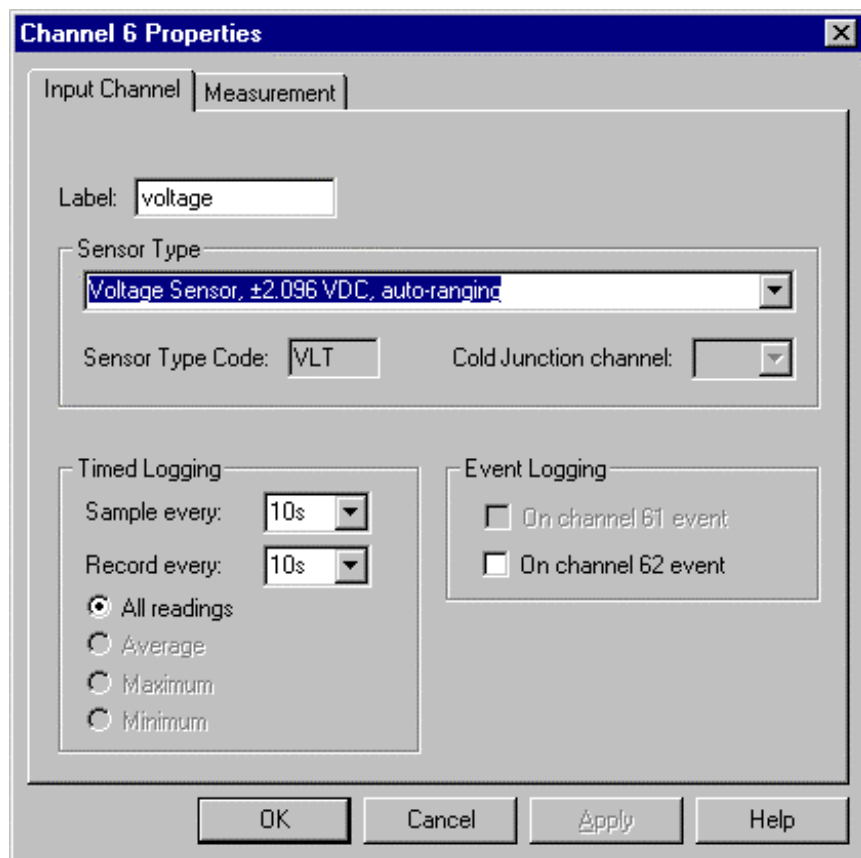 Channel 6 Properties
Input Channel Measurement
Label: voltage
Sensor Type
Voltage Sensor, ±2.096 VDC, auto-ranging
Sensor Type Code: VLT Cold Junction channel:
Timed Logging
Sample every: 10s
Record every: 10s
All readings
Average
Maximum
Minimum
Event Logging
On channel 61 event
On channel 62 event
OK Cancel Apply Help